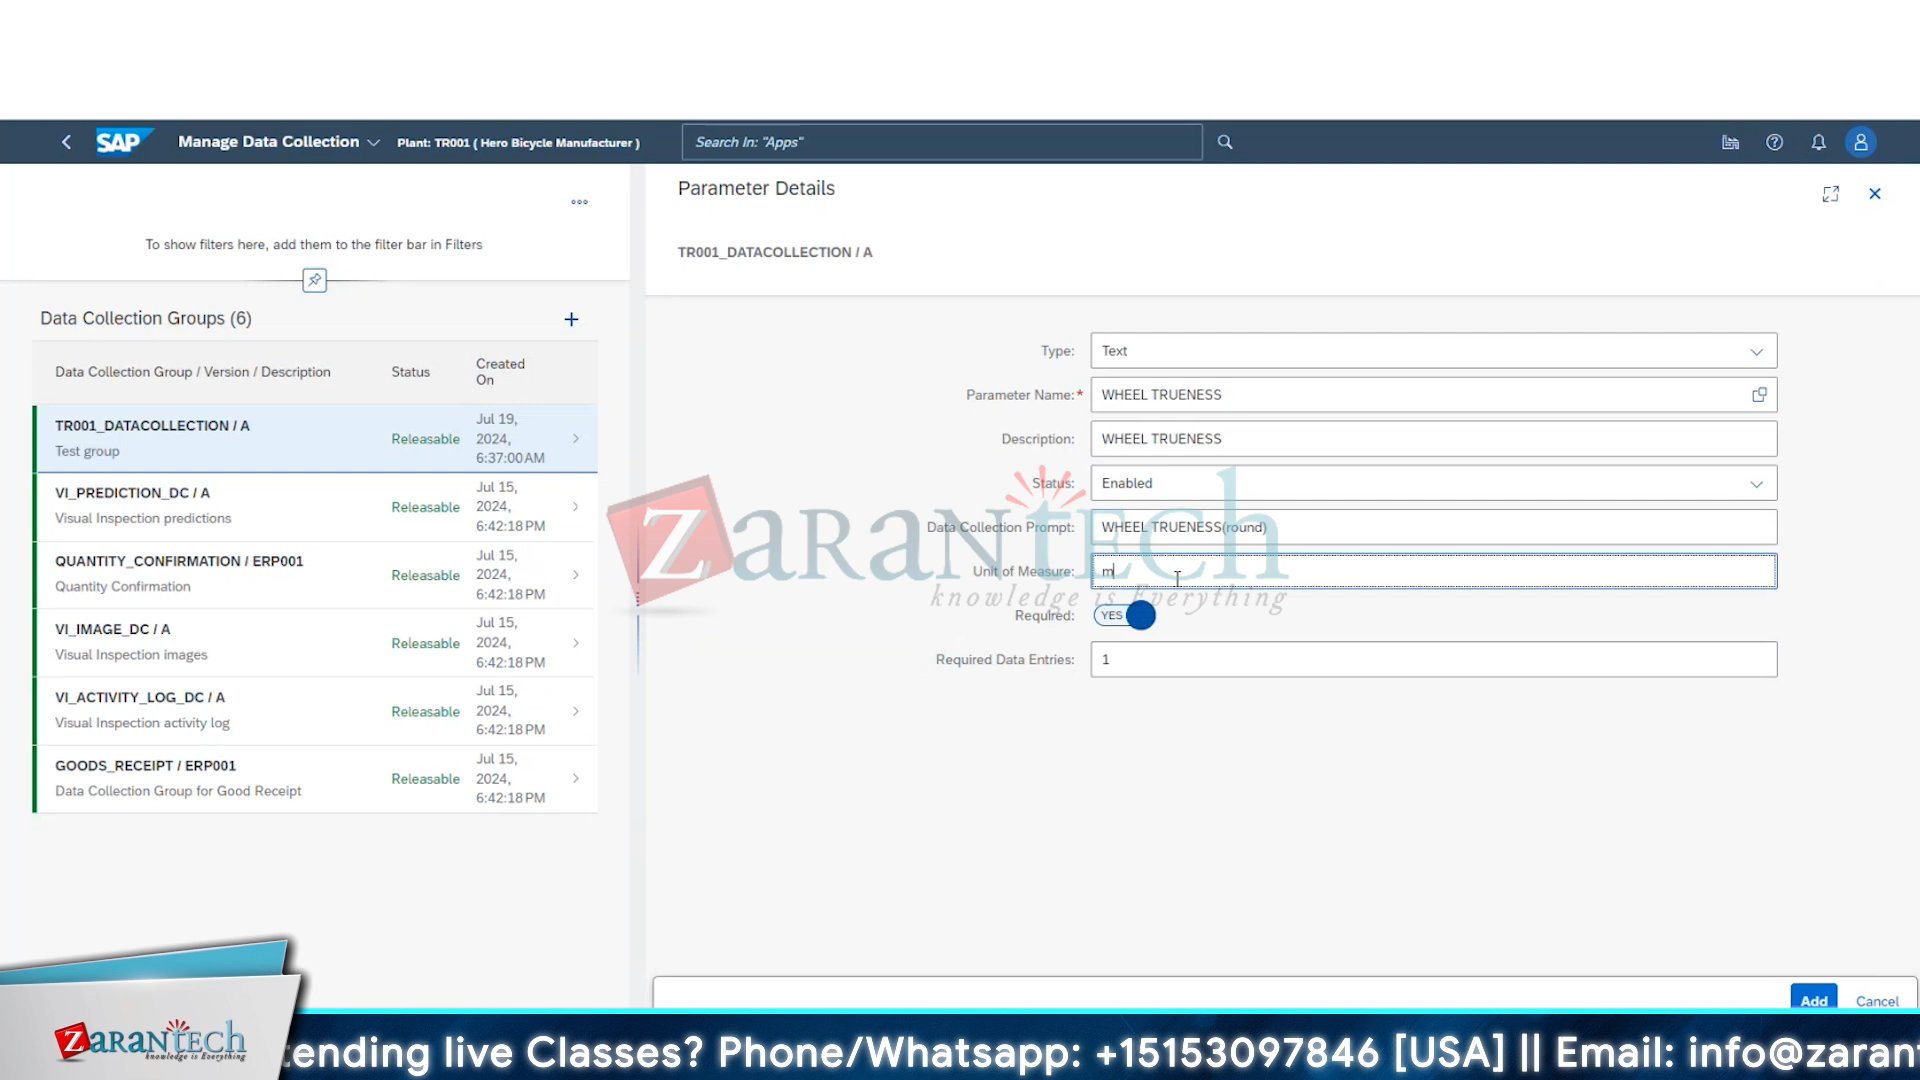 SAP
Manage Data Collection
Plant: TR001 ( Hero Bicycle Manufacturer )
Search In: "Apps"
To show filters here, add them to the filter bar in Filters
Data Collection Groups (6)
Data Collection Group / Version / Description
Status
Created
On
TR001_DATACOLLECTION / A
Test group
Releasable
Jul 19,
2024,
6:37:00 AM
VI_PREDICTION_DC / A
Visual Inspection predictions
Releasable
Jul 15,
2024,
6:42:18 PM
QUANTITY_CONFIRMATION / ERP001
Quantity Confirmation
Releasable
Jul 15,
2024,
6:42:18 PM
VI_IMAGE_DC / A
Visual Inspection images
Releasable
Jul 15,
2024,
6:42:18 PM
VI_ACTIVITY_LOG_DC / A
Visual Inspection activity log
Releasable
Jul 15,
2024,
6:42:18 PM
GOODS_RECEIPT / ERP001
Data Collection Group for Good Receipt
Releasable
Jul 15,
2024,
6:42:18 PM
Parameter Details
TR001_DATACOLLECTION / A
Type: Text
Parameter Name:* WHEEL TRUENESS
Description: WHEEL TRUENESS
Status: Enabled
Data Collection Prompt: WHEEL TRUENESS(round)
Unit of Measure: m
Required: YES
Required Data Entries: 1
ZaranTech
knowledge is Everything
Add
Cancel
ZaranTech
knowledge is Everything
tending live Classes? Phone/Whatsapp: +15153097846 [USA] || Email: info@zaran